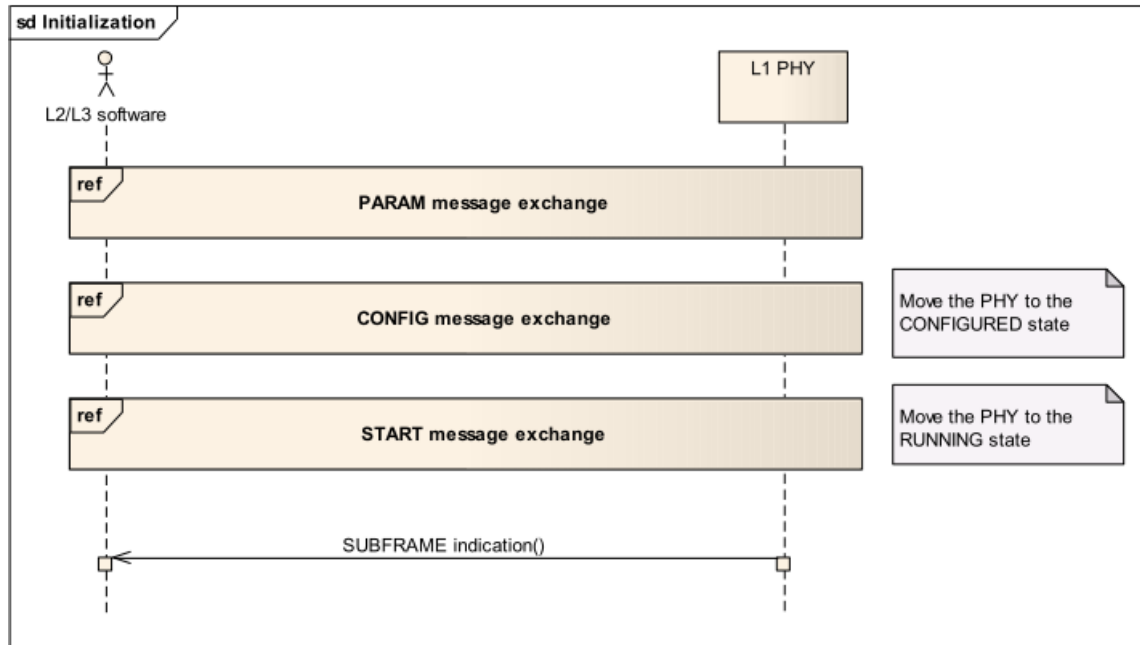 sd Initialization
L2/L3 software
L1 PHY
ref
PARAM message exchange
ref
CONFIG message exchange
Move the PHY to the
CONFIGURED state
ref
START message exchange
Move the PHY to the
RUNNING state
SUBFRAME indication()